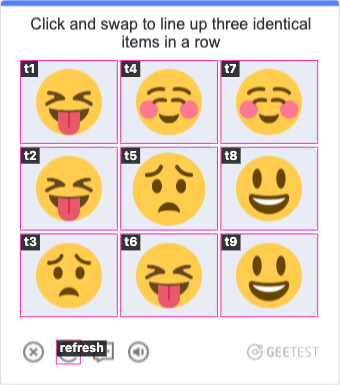 Click and swap to line up three identical
items in a row
t1 t4 t7
t2 t5 t8
t3 t6 t9
refresh
GEETEST